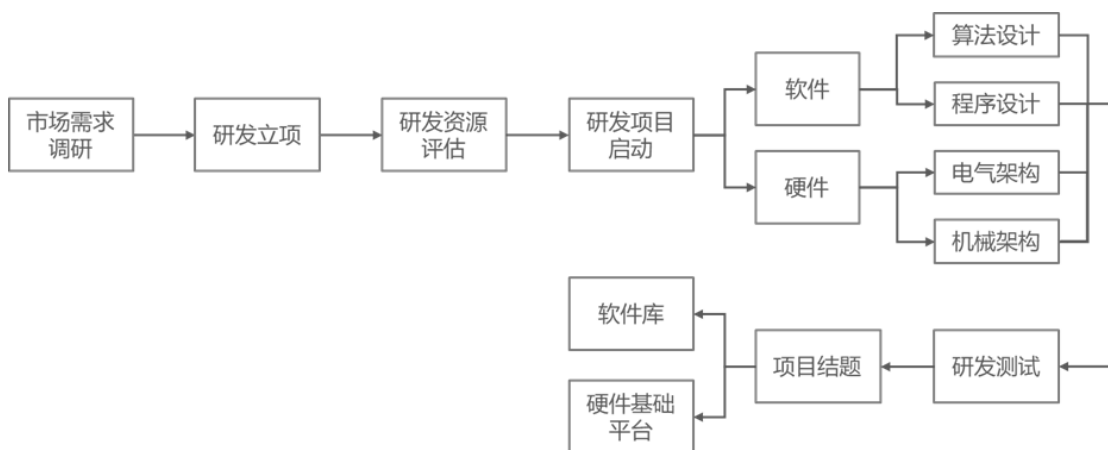 市场需求
调研
研发立项
研发资源
评估
研发项目
启动
软件
硬件
算法设计
程序设计
电气架构
机械架构
研发测试
项目结题
软件库
硬件基础
平台